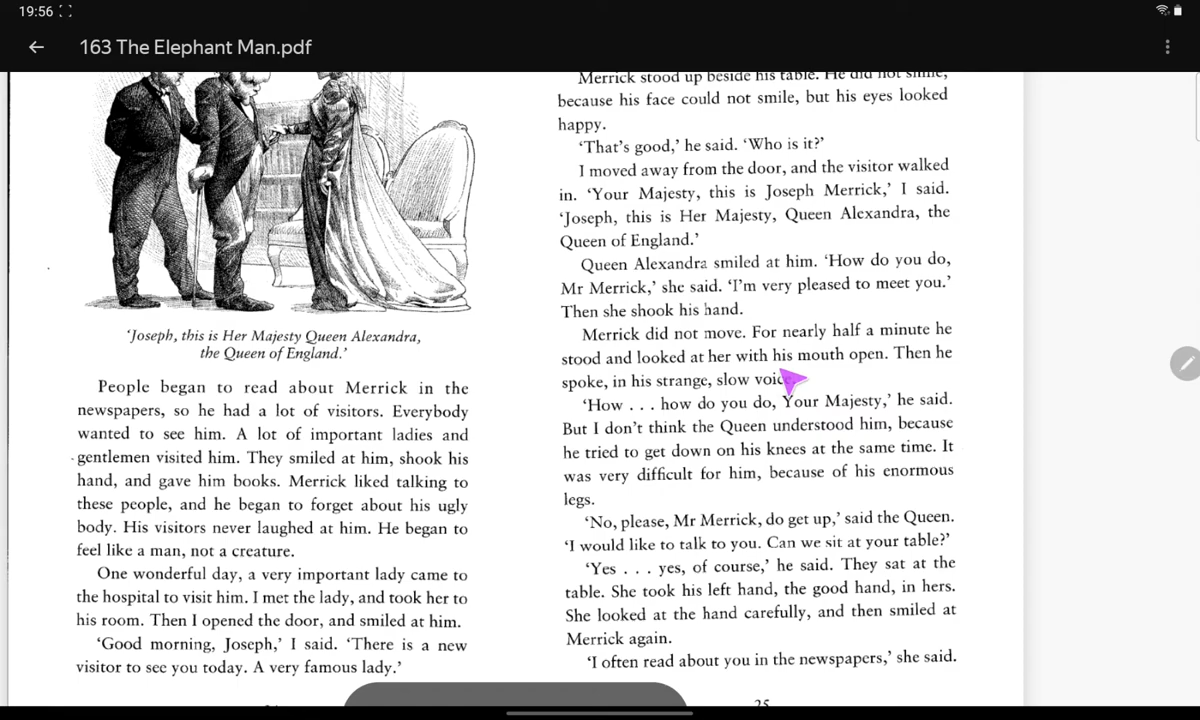 19:56
163 The Elephant Man.pdf
'Joseph, this is Her Majesty Queen Alexandra,
the Queen of England.'
People began to read about Merrick in the
newspapers, so he had a lot of visitors. Everybody
wanted to see him. A lot of important ladies and
gentlemen visited him. They smiled at him, shook his
hand, and gave him books. Merrick liked talking to
these people, and he began to forget about his ugly
body. His visitors never laughed at him. He began to
feel like a man, not a creature.
One wonderful day, a very important lady came to
the hospital to visit him. I met the lady, and took her to
his room. Then I opened the door, and smiled at him.
'Good morning, Joseph,' I said. 'There is a new
visitor to see you today. A very famous lady.'
Merrick stood up beside his table. He did not smile,
because his face could not smile, but his eyes looked
happy.
'That's good,' he said. 'Who is it?'
I moved away from the door, and the visitor walked
in. 'Your Majesty, this is Joseph Merrick,' I said.
'Joseph, this is Her Majesty, Queen Alexandra, the
Queen of England.'
Queen Alexandra smiled at him. 'How do you do,
Mr Merrick,' she said. 'I'm very pleased to meet you.'
Then she shook his hand.
Merrick did not move. For nearly half a minute he
stood and looked at her with his mouth open. Then he
spoke, in his strange, slow voice.
'How . . . how do you do, Your Majesty,' he said.
But I don't think the Queen understood him, because
he tried to get down on his knees at the same time. It
was very difficult for him, because of his enormous
legs.
'No, please, Mr Merrick, do get up,' said the Queen.
'I would like to talk to you. Can we sit at your table?'
'Yes . . . yes, of course,' he said. They sat at the
table. She took his left hand, the good hand, in hers.
She looked at the hand carefully, and then smiled at
Merrick again.
'I often read about you in the newspapers,' she said.
25